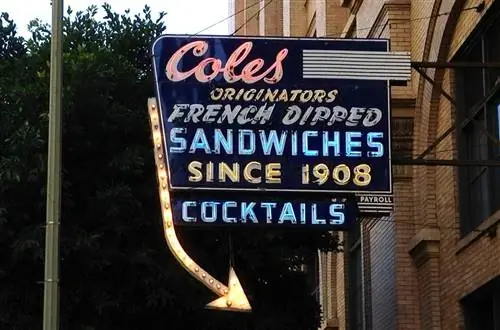 Coles
ORIGINATORS
FRENCH DIPPED
SANDWICHES
SINCE 1908
PAYROLL
COCKTAILS